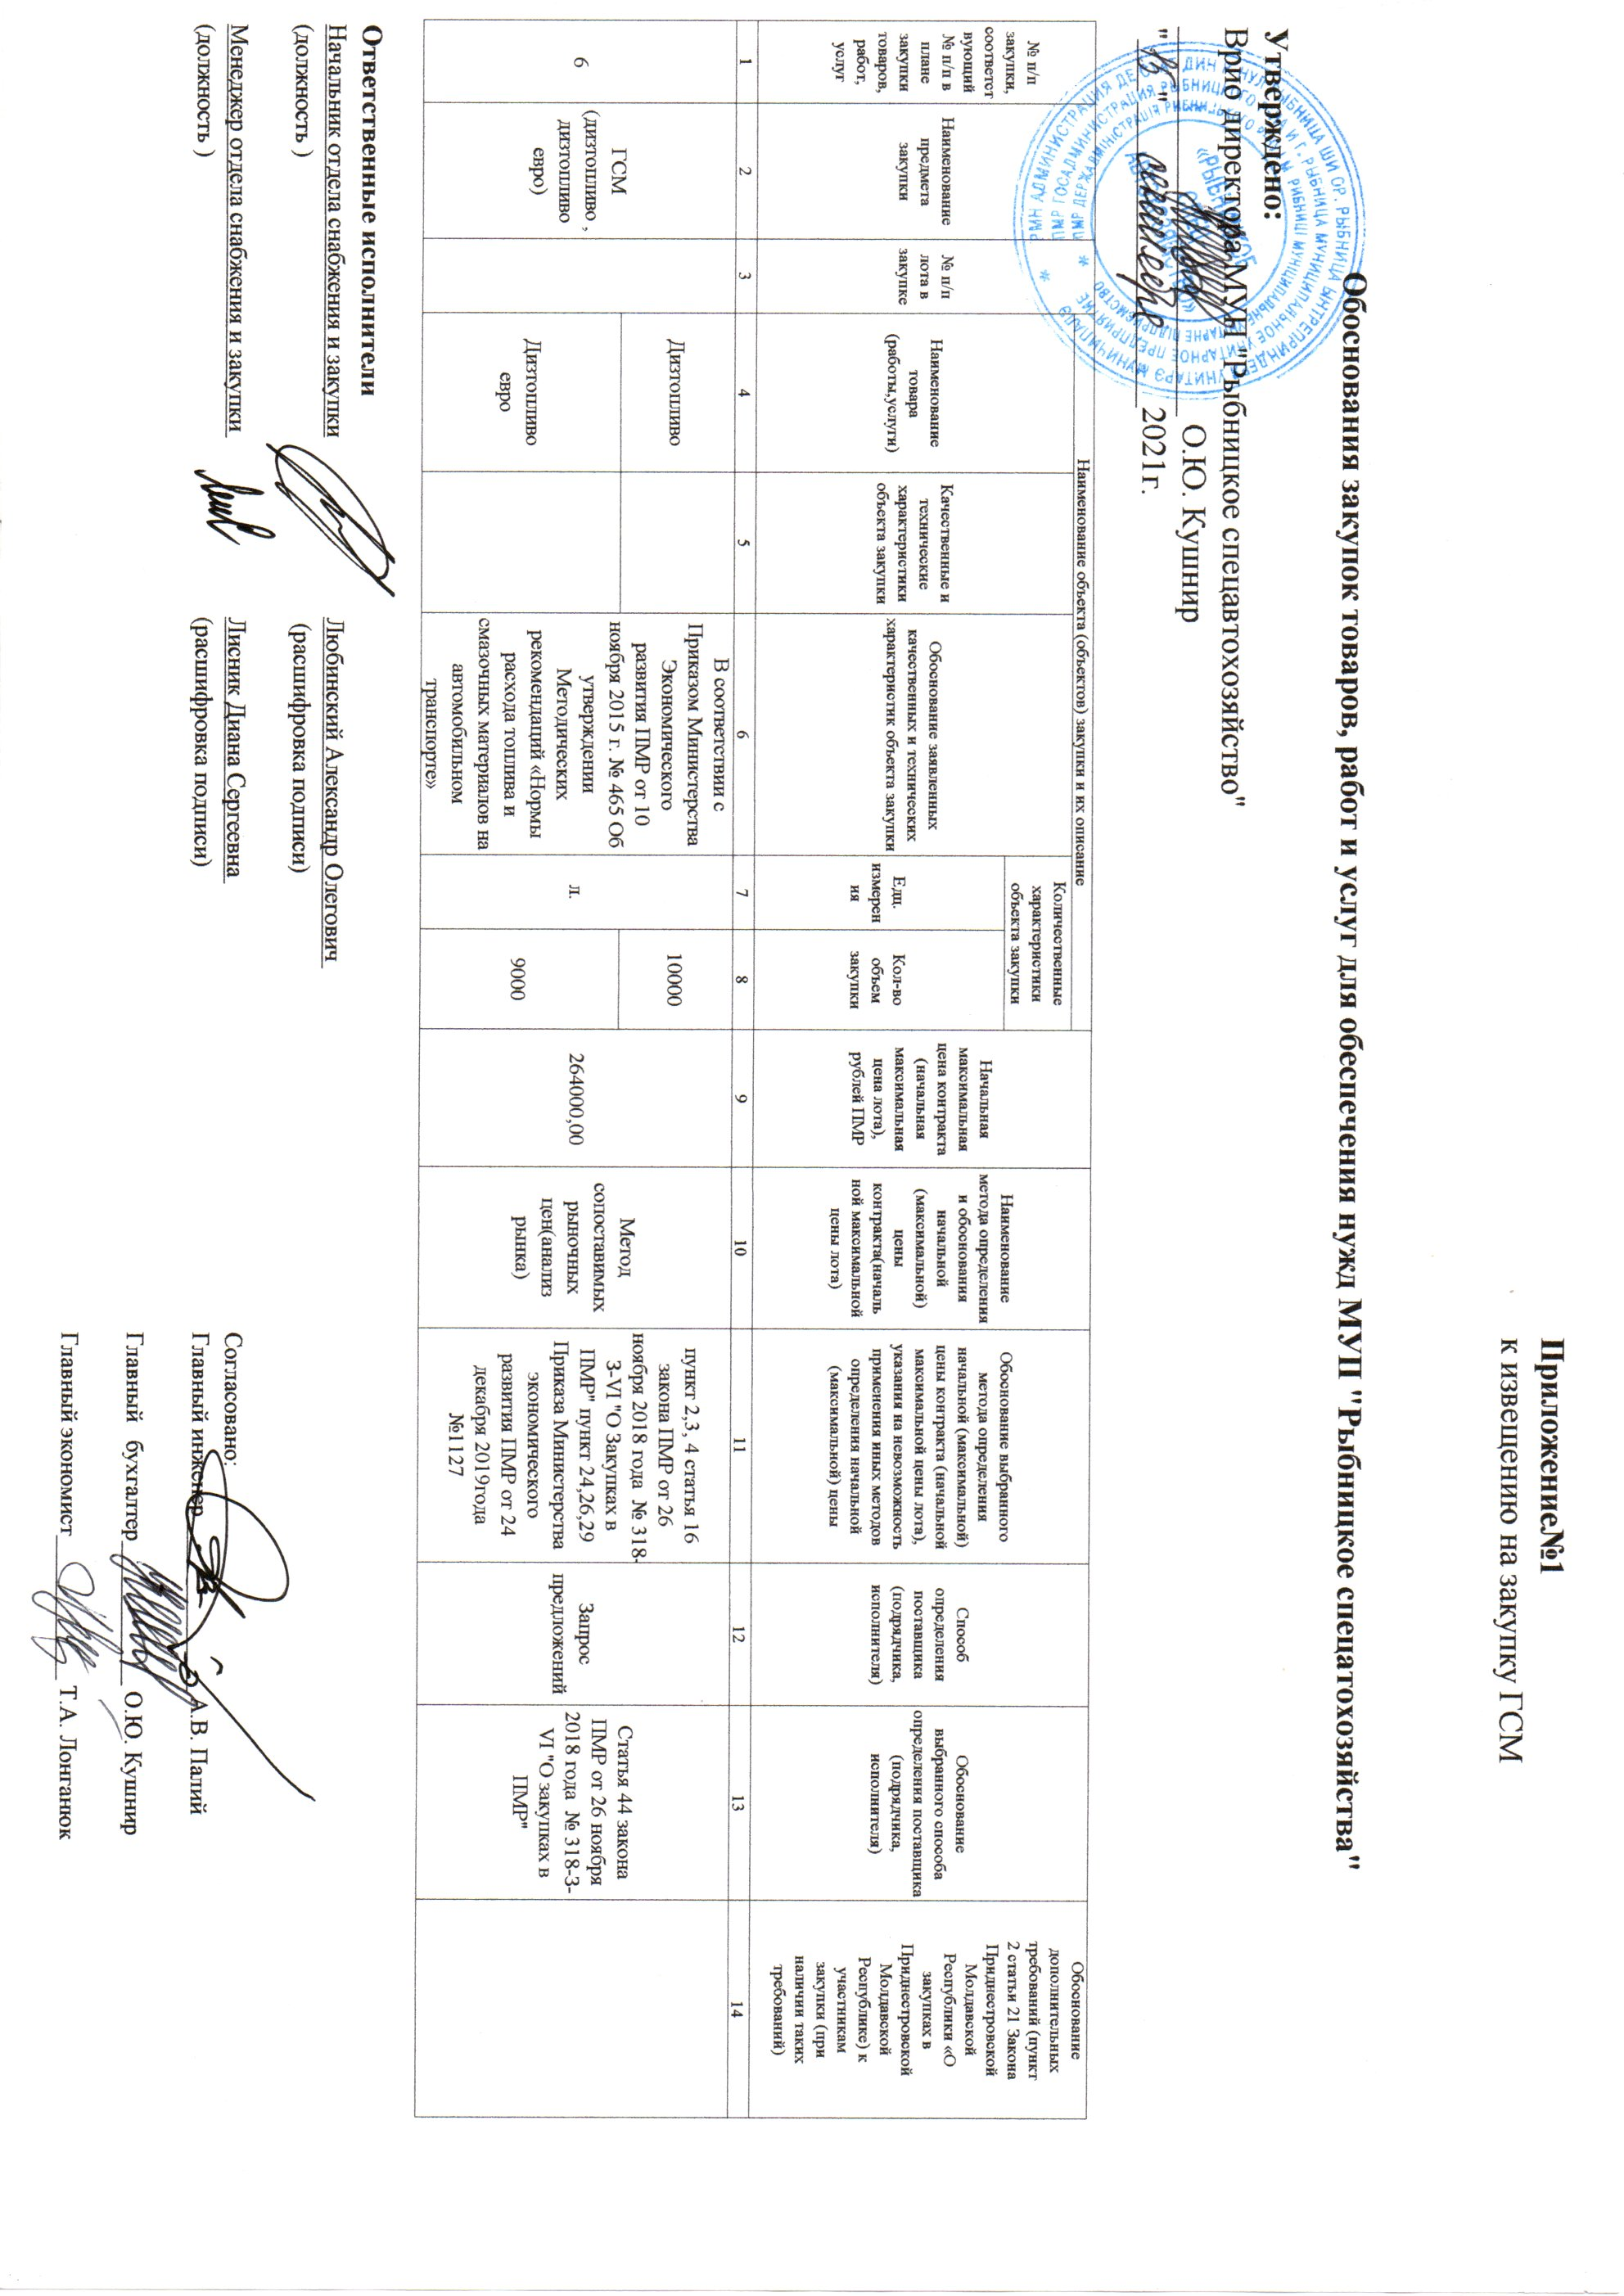 Приложение№1
к извещению на закупку ГСМ
Обоснования закупок товаров, работ и услуг для обеспечения нужд МУП "Рыбницкое спецатохозяйства"
Утверждено:
Врио директора МУП "Рыбницкое спецавтохозяйство"
О.Ю. Кушнир
" " 2021г.
№ п/п
закупки,
соответст
вующий
№ п/п в
плане
закупки
товаров,
работ,
услуг
Наименование
предмета
закупки
№ п/п
лота в
закупке
Наименование объекта (объектов) закупки и их описание
Наименование
товара
(работы,услуги)
Качественные и
технические
характеристики
объекта закупки
Обоснование заявленных
качественных и технических
характеристик объекта закупки
Количественные
характеристики
объекта закупки
Едц.
измерен
ия
Кол-во
объем
закупки
Начальная
максимальная
цена контракта
(начальная
максимальная
цена лота),
рублей ПМР
Наименование
метода определения
и обоснования
начальной
(максимальной)
цены
контракта(началь
ной максимальной
цены лота)
Обоснование выбранного
метода определения
начальной (максимальной)
цены контракта (начальной
максимальной цены лота),
указания на невозможность
применения иных методов
определения начальной
(максимальной) цены
Способ
определения
поставщика
(подрядчика,
исполнителя)
Обоснование
выбранного способа
определения поставщика
(подрядчика,
исполнителя)
Обоснование
дополнительных
требований (пункт
2 статьи 21 Закона
Приднестровской
Молдавской
Республики «О
закупках в
Приднестровской
Молдавской
Республике) к
участникам
закупки (при
наличии таких
требований)
1 2 3 4 5 6 7 8 9 10 11 12 13 14
6
ГСМ
(дизтопливо ,
дизтопливо
евро)
Дизтопливо
Дизтопливо
евро
В соответствии с
Приказом Министерства
Экономического
развития ПМР от 10
ноября 2015 г. № 465 Об
утверждении
Методических
рекомендаций «Нормы
расхода топлива и
смазочных материалов на
автомобильном
транспорте»
л.
10000
9000
264000,00
Метод
сопоставимых
рыночных
цен(анализ
рынка)
пункт 2,3, 4 статья 16
закона ПМР от 26
ноября 2018 года № 318-
З-VI "О Закупках в
ПМР" пункт 24,26,29
Приказа Министерства
экономического
развития ПМР от 24
декабря 2019года
№1127
Запрос
предложений
Статья 44 закона
ПМР от 26 ноября
2018 года № 318-З-
VI "О закупках в
ПМР"
Ответственные исполнители
Начальник отдела снабжения и закупки Любинский Александр Олегович
(должность ) (расшифровка подписи)
Менеджер отдела снабжения и закупки Лисник Диана Сергеевна
(должность ) (расшифровка подписи)
Согласовано:
Главный инженер А.В. Палий
Главный бухгалтер О.Ю. Кушнир
Главный экономист Т.А. Лонганюк